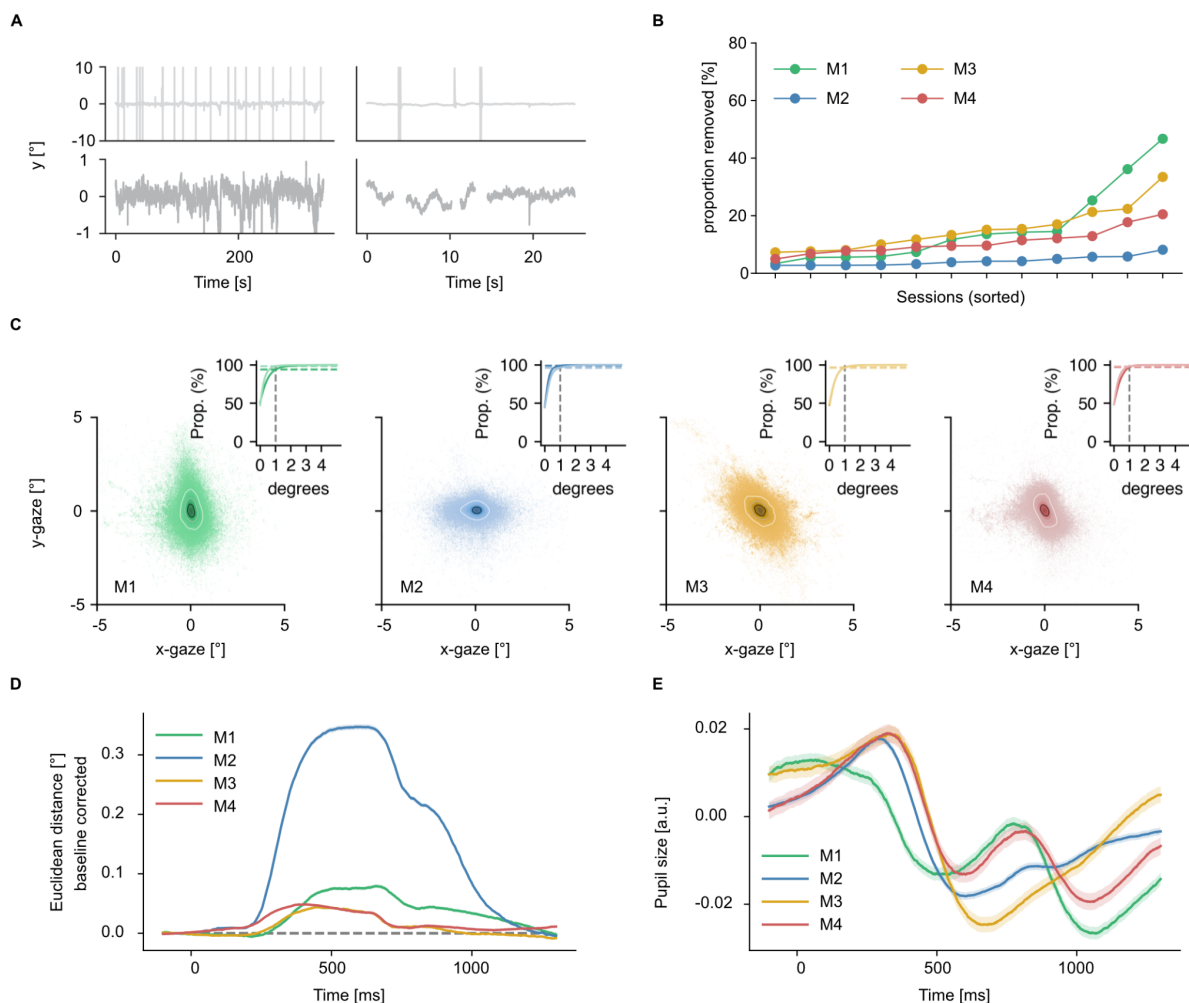 A
B
y [°]
10
0
-10
1
0
-1
0
200
Time [s]
0
10
20
Time [s]
proportion removed [%]
80
60
40
20
0
M1
M2
M3
M4
Sessions (sorted)
C
y-gaze [°]
5
0
-5
Prop. (%)
100
50
0
0 1 2 3 4
degrees
M1
-5
0
5
x-gaze [°]
Prop. (%)
100
50
0
0 1 2 3 4
degrees
M2
-5
0
5
x-gaze [°]
Prop. (%)
100
50
0
0 1 2 3 4
degrees
M3
-5
0
5
x-gaze [°]
Prop. (%)
100
50
0
0 1 2 3 4
degrees
M4
-5
0
5
x-gaze [°]
D
Euclidean distance [°]
baseline corrected
0.3
0.2
0.1
0.0
M1
M2
M3
M4
0
500
1000
Time [ms]
E
Pupil size [a.u.]
0.02
0.00
-0.02
M1
M2
M3
M4
0
500
1000
Time [ms]